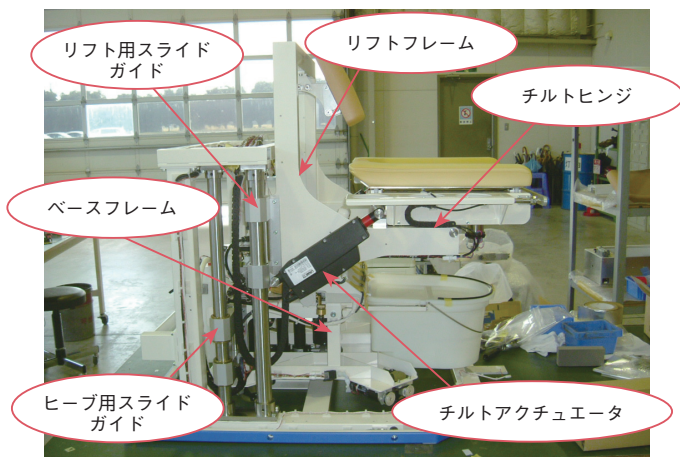 リフト用スライド
ガイド
リフトフレーム
チルトヒンジ
ベースフレーム
ヒーブ用スライド
ガイド
チルトアクチュエータ